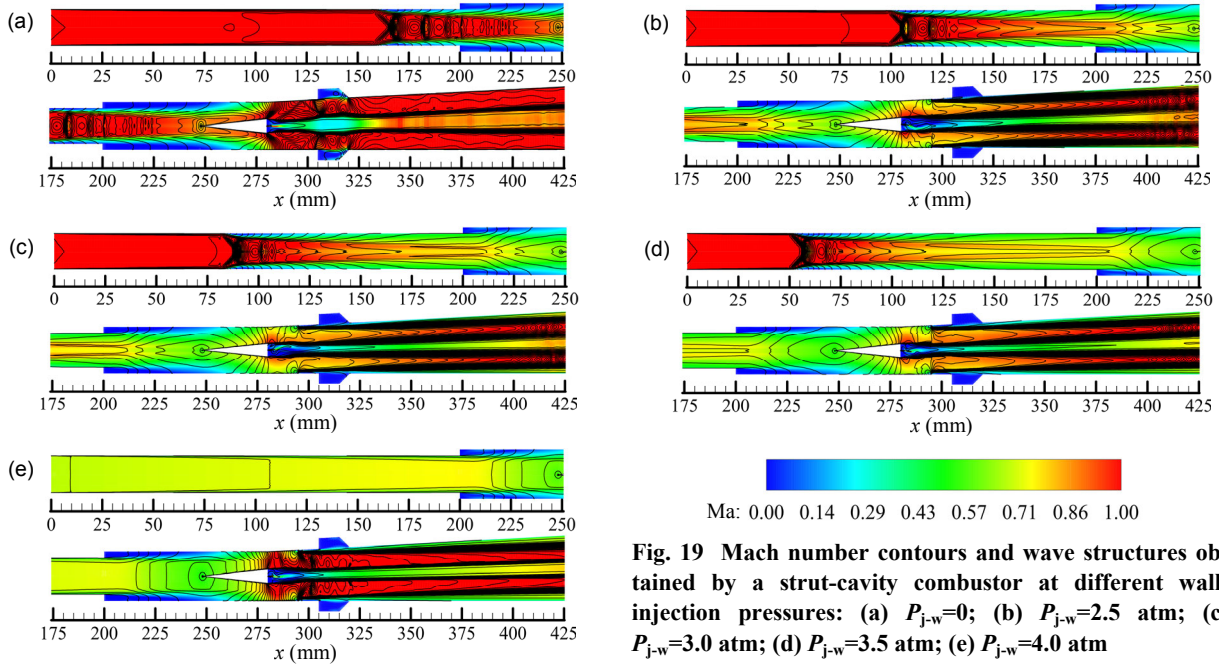 (a)
0 25 50 75 100 125 150 175 200 225 250
175 200 225 250 275 300 325 350 375 400 425
x (mm)
(b)
0 25 50 75 100 125 150 175 200 225 250
175 200 225 250 275 300 325 350 375 400 425
x (mm)
(c)
0 25 50 75 100 125 150 175 200 225 250
175 200 225 250 275 300 325 350 375 400 425
x (mm)
(d)
0 25 50 75 100 125 150 175 200 225 250
175 200 225 250 275 300 325 350 375 400 425
x (mm)
(e)
0 25 50 75 100 125 150 175 200 225 250
175 200 225 250 275 300 325 350 375 400 425
x (mm)
Ma: 0.00 0.14 0.29 0.43 0.57 0.71 0.86 1.00
Fig. 19 Mach number contours and wave structures ob
tained by a strut-cavity combustor at different wall
injection pressures: (a) Pj-w=0; (b) Pj-w=2.5 atm; (c
Pj-w=3.0 atm; (d) Pj-w=3.5 atm; (e) Pj-w=4.0 atm